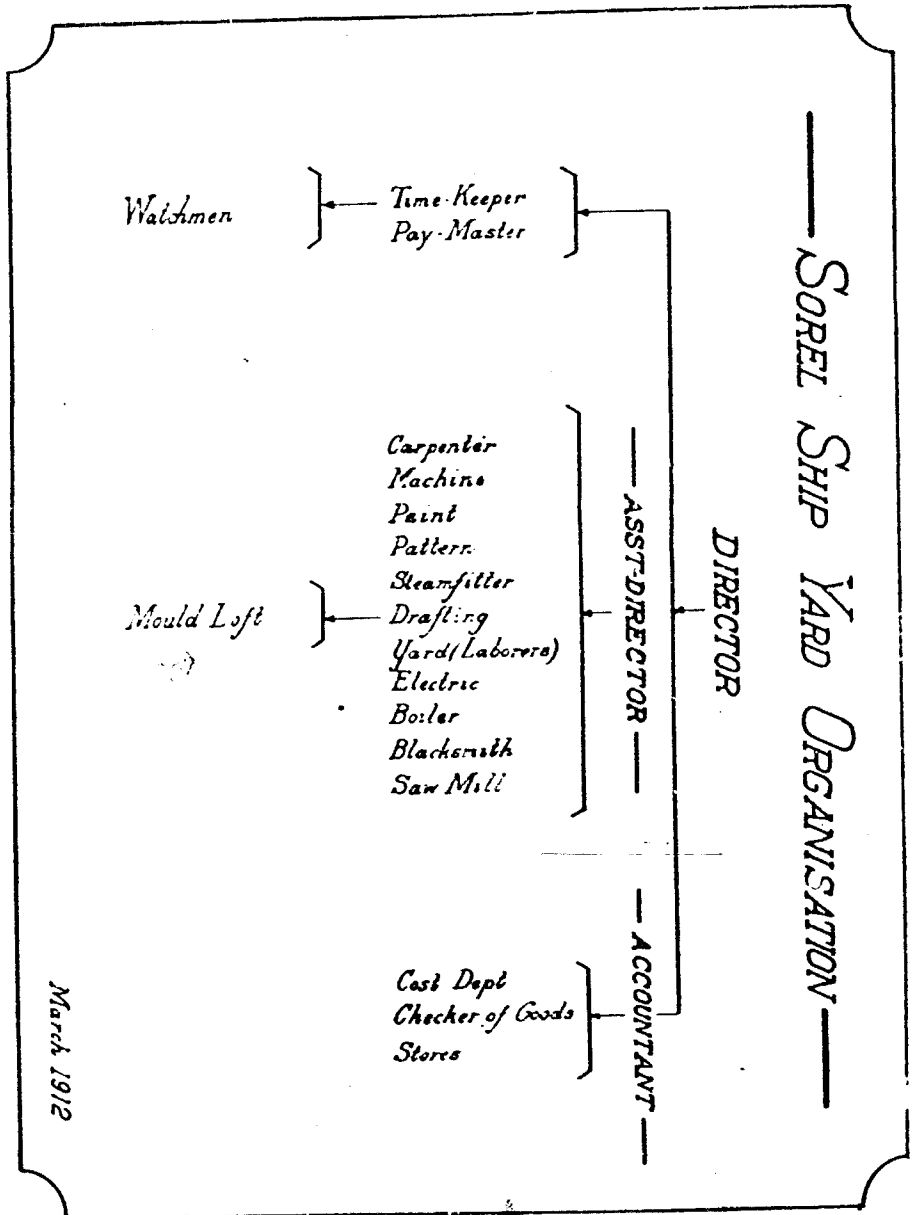 SOREL SHIP YARD ORGANISATION
DIRECTOR
ASST-DIRECTOR
ACCOUNTANT
Time-Keeper
Pay-Master
Watchmen
Carpenter
Machine
Paint
Pattern
Steamfitter
Drafting
Yard (Laborers)
Electric
Boiler
Blacksmith
Saw Mill
Mould Loft
Cost Dept
Checker of Goods
Stores
March 1912